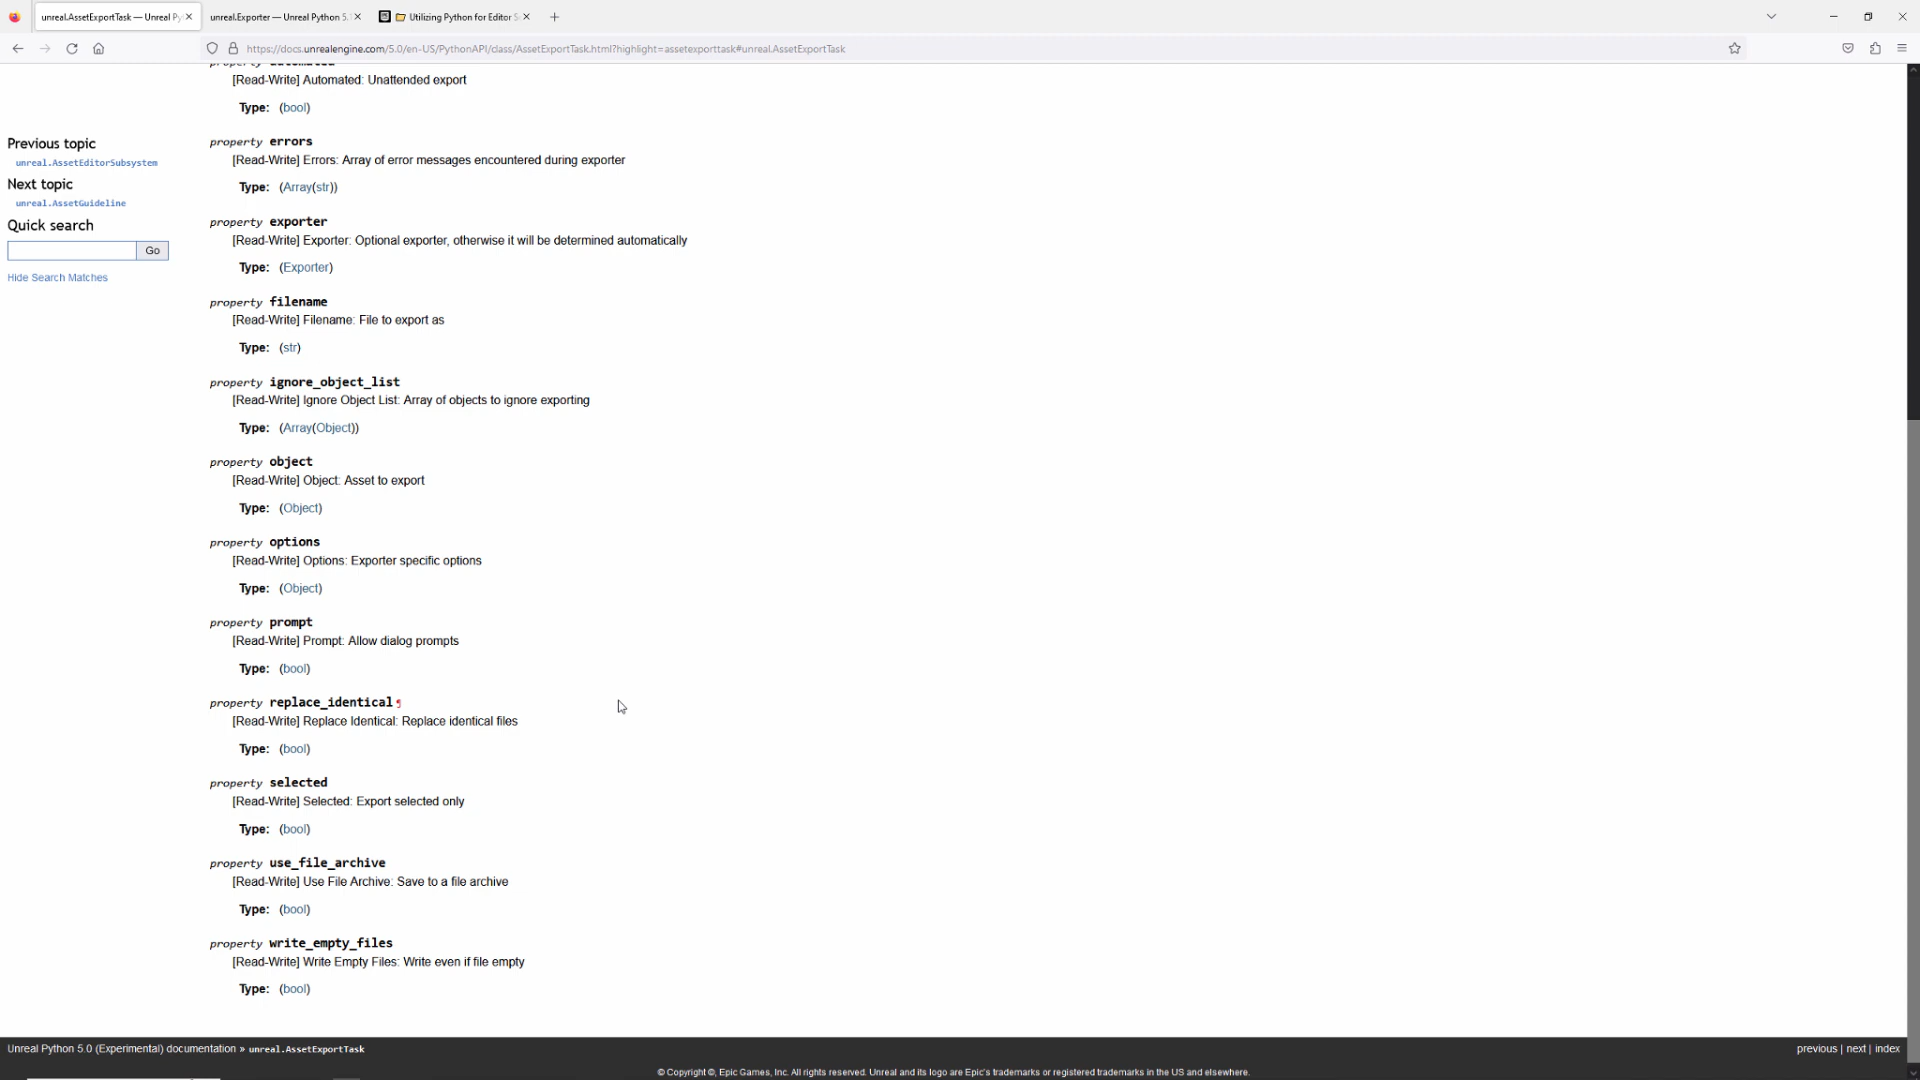 unreal.AssetExportTask — Unreal Py
unreal.Exporter — Unreal Python 5.
Utilizing Python for Editor S
https://docs.unrealengine.com/5.0/en-US/PythonAPI/class/AssetExportTask.html?highlight=assetexporttask#unreal.AssetExportTask
Previous topic
unreal.AssetEditorSubsystem
Next topic
unreal.AssetGuideline
Quick search
Go
Hide Search Matches
[Read-Write] Automated: Unattended export
Type: (bool)
property errors
[Read-Write] Errors: Array of error messages encountered during exporter
Type: (Array(str))
property exporter
[Read-Write] Exporter: Optional exporter, otherwise it will be determined automatically
Type: (Exporter)
property filename
[Read-Write] Filename: File to export as
Type: (str)
property ignore_object_list
[Read-Write] Ignore Object List: Array of objects to ignore exporting
Type: (Array(Object))
property object
[Read-Write] Object: Asset to export
Type: (Object)
property options
[Read-Write] Options: Exporter specific options
Type: (Object)
property prompt
[Read-Write] Prompt: Allow dialog prompts
Type: (bool)
property replace_identical¶
[Read-Write] Replace Identical: Replace identical files
Type: (bool)
property selected
[Read-Write] Selected: Export selected only
Type: (bool)
property use_file_archive
[Read-Write] Use File Archive: Save to a file archive
Type: (bool)
property write_empty_files
[Read-Write] Write Empty Files: Write even if file empty
Type: (bool)
Unreal Python 5.0 (Experimental) documentation » unreal.AssetExportTask
previous | next | index
© Copyright ©, Epic Games, Inc. All rights reserved. Unreal and its logo are Epic's trademarks or registered trademarks in the US and elsewhere.